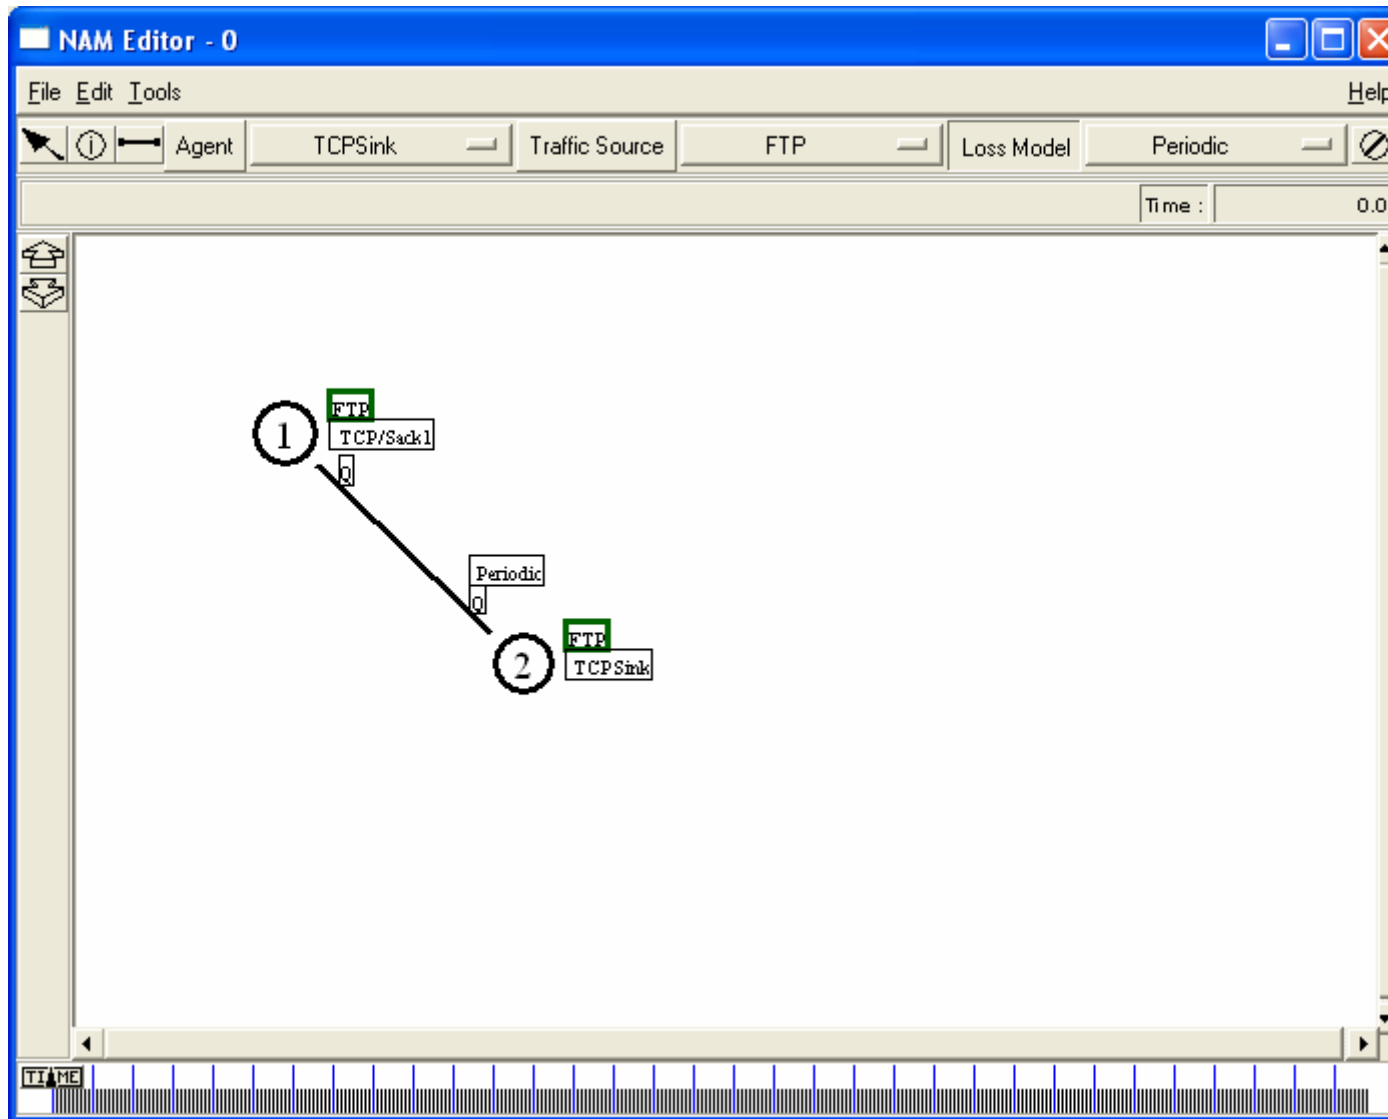 NAM Editor - 0
File Edit Tools Help
Agent TCPSink Traffic Source FTP Loss Model Periodic
Time : 0.0
1
FTP
TCP/Sack1
Q
Periodic
Q
2
FTP
TCPSink
TIME